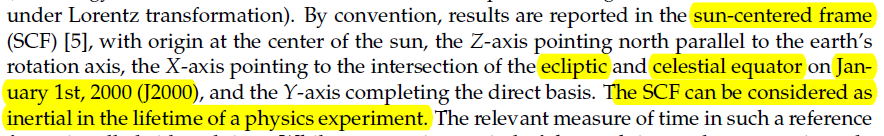 under Lorentz transformation). By convention, results are reported in the sun-centered frame
(SCF) [5], with origin at the center of the sun, the Z-axis pointing north parallel to the earth's
rotation axis, the X-axis pointing to the intersection of the ecliptic and celestial equator on Jan-
uary 1st, 2000 (J2000), and the Y-axis completing the direct basis. The SCF can be considered as
inertial in the lifetime of a physics experiment. The relevant measure of time in such a reference